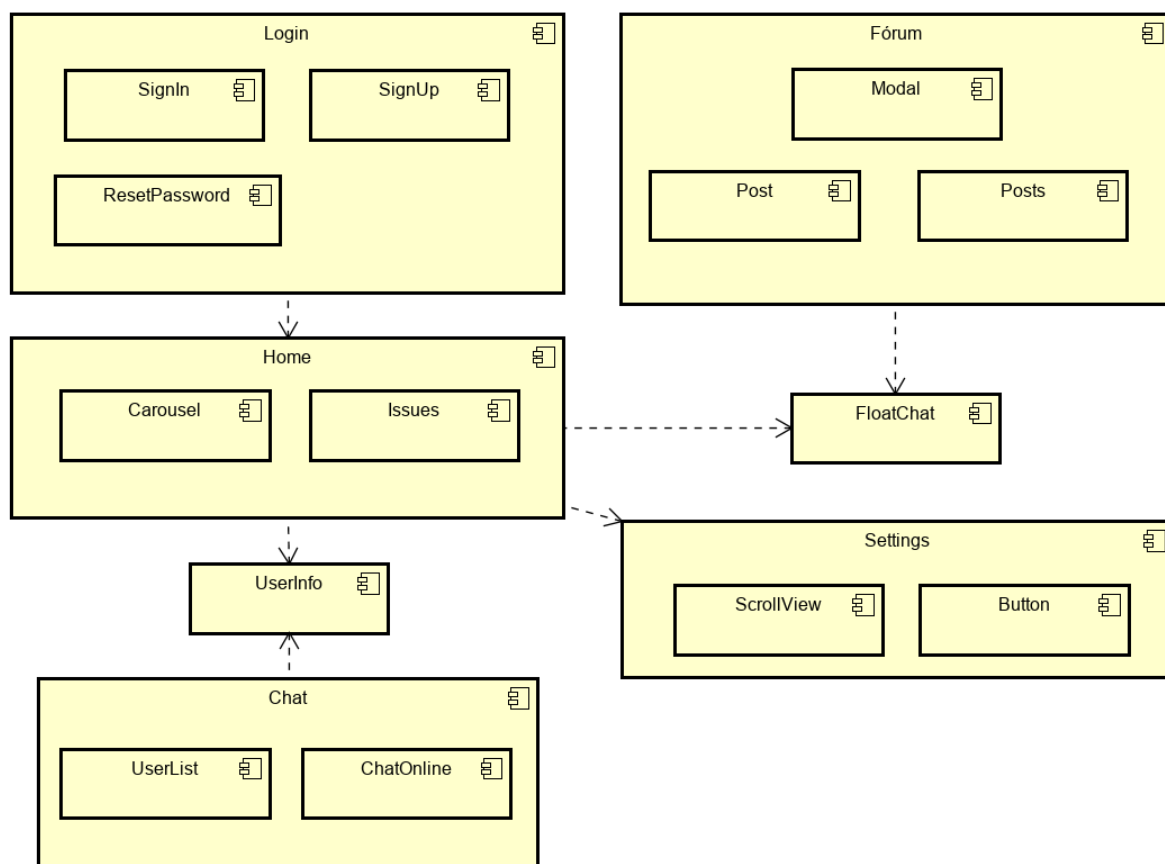 Login
SignIn
SignUp
ResetPassword
Fórum
Modal
Post
Posts
Home
Carousel
Issues
FloatChat
Settings
ScrollView
Button
UserInfo
Chat
UserList
ChatOnline